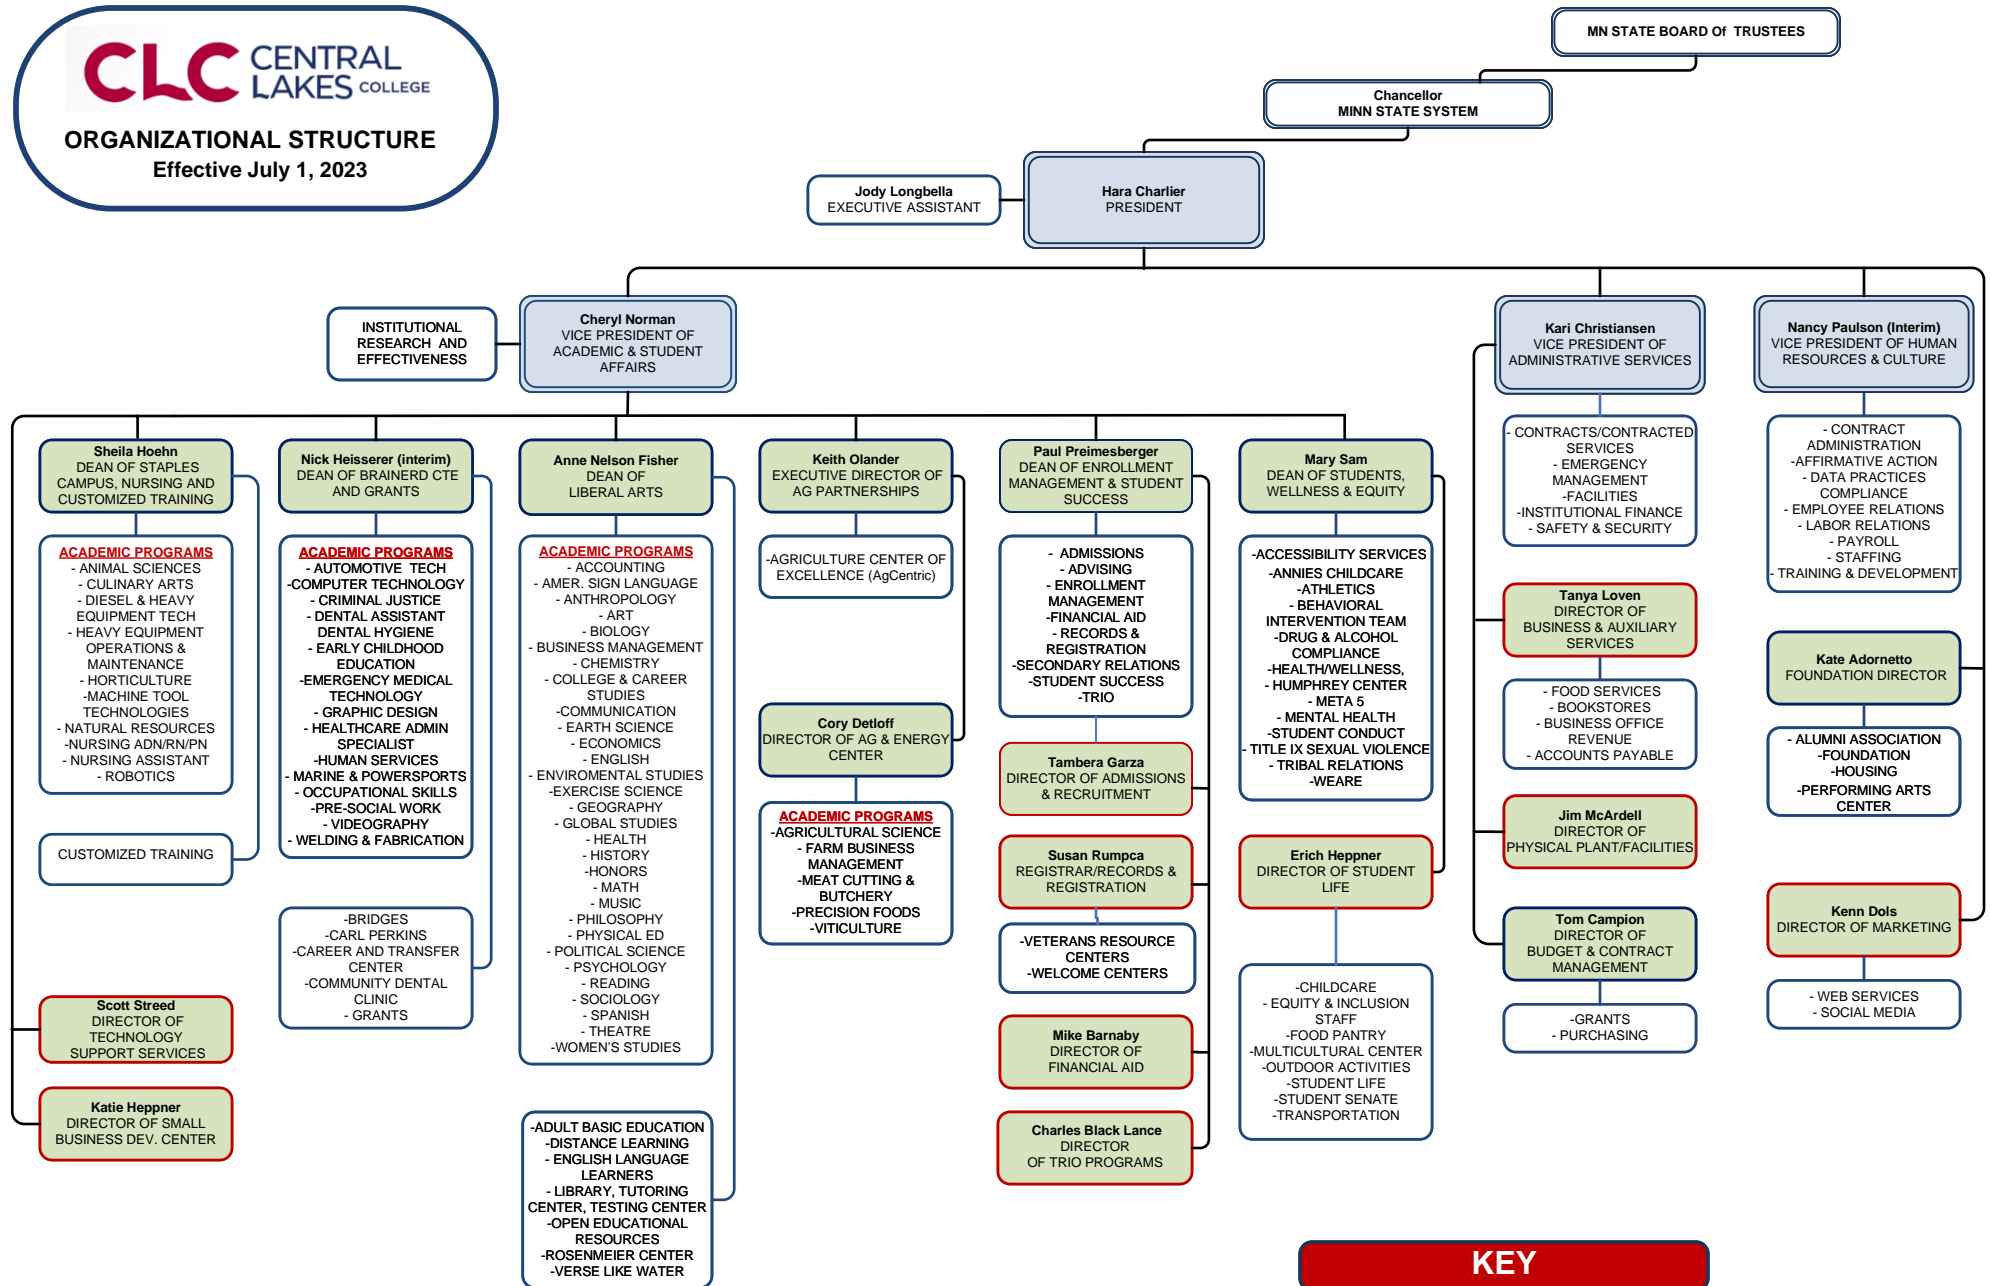 CLC CENTRAL
LAKES COLLEGE
ORGANIZATIONAL STRUCTURE
Effective July 1, 2023
MN STATE BOARD Of TRUSTEES
Chancellor
MINN STATE SYSTEM
Jody Longbella
EXECUTIVE ASSISTANT
Hara Charlier
PRESIDENT
INSTITUTIONAL
RESEARCH AND
EFFECTIVENESS
Cheryl Norman
VICE PRESIDENT OF
ACADEMIC & STUDENT
AFFAIRS
Kari Christiansen
VICE PRESIDENT OF
ADMINISTRATIVE SERVICES
Nancy Paulson (Interim)
VICE PRESIDENT OF HUMAN
RESOURCES & CULTURE
Sheila Hoehn
DEAN OF STAPLES
CAMPUS, NURSING AND
CUSTOMIZED TRAINING
ACADEMIC PROGRAMS
- ANIMAL SCIENCES
- CULINARY ARTS
- DIESEL & HEAVY
EQUIPMENT TECH
- HEAVY EQUIPMENT
OPERATIONS &
MAINTENANCE
- HORTICULTURE
-MACHINE TOOL
TECHNOLOGIES
- NATURAL RESOURCES
-NURSING ADN/RN/PN
- NURSING ASSISTANT
- ROBOTICS
CUSTOMIZED TRAINING
Scott Streed
DIRECTOR OF
TECHNOLOGY
SUPPORT SERVICES
Katie Heppner
DIRECTOR OF SMALL
BUSINESS DEV. CENTER
Nick Heisserer (interim)
DEAN OF BRAINERD CTE
AND GRANTS
ACADEMIC PROGRAMS
- AUTOMOTIVE TECH
-COMPUTER TECHNOLOGY
- CRIMINAL JUSTICE
- DENTAL ASSISTANT
DENTAL HYGIENE
- EARLY CHILDHOOD
EDUCATION
-EMERGENCY MEDICAL
TECHNOLOGY
- GRAPHIC DESIGN
- HEALTHCARE ADMIN
SPECIALIST
-HUMAN SERVICES
- MARINE & POWERSPORTS
- OCCUPATIONAL SKILLS
-PRE-SOCIAL WORK
- VIDEOGRAPHY
- WELDING & FABRICATION
-BRIDGES
-CARL PERKINS
-CAREER AND TRANSFER
CENTER
-COMMUNITY DENTAL
CLINIC
- GRANTS
Anne Nelson Fisher
DEAN OF
LIBERAL ARTS
ACADEMIC PROGRAMS
- ACCOUNTING
- AMER. SIGN LANGUAGE
- ANTHROPOLOGY
- ART
- BIOLOGY
- BUSINESS MANAGEMENT
- CHEMISTRY
- COLLEGE & CAREER
STUDIES
-COMMUNICATION
- EARTH SCIENCE
- ECONOMICS
- ENGLISH
- ENVIROMENTAL STUDIES
-EXERCISE SCIENCE
- GEOGRAPHY
- GLOBAL STUDIES
- HEALTH
- HISTORY
-HONORS
- MATH
- MUSIC
- PHILOSOPHY
- PHYSICAL ED
- POLITICAL SCIENCE
- PSYCHOLOGY
- READING
- SOCIOLOGY
- SPANISH
- THEATRE
-WOMEN'S STUDIES
-ADULT BASIC EDUCATION
-DISTANCE LEARNING
- ENGLISH LANGUAGE
LEARNERS
- LIBRARY, TUTORING
CENTER, TESTING CENTER
-OPEN EDUCATIONAL
RESOURCES
-ROSENMEIER CENTER
-VERSE LIKE WATER
Keith Olander
EXECUTIVE DIRECTOR OF
AG PARTNERSHIPS
-AGRICULTURE CENTER OF
EXCELLENCE (AgCentric)
Cory Detloff
DIRECTOR OF AG & ENERGY
CENTER
ACADEMIC PROGRAMS
-AGRICULTURAL SCIENCE
- FARM BUSINESS
MANAGEMENT
-MEAT CUTTING &
BUTCHERY
-PRECISION FOODS
-VITICULTURE
Paul Preimesberger
DEAN OF ENROLLMENT
MANAGEMENT & STUDENT
SUCCESS
- ADMISSIONS
- ADVISING
- ENROLLMENT
MANAGEMENT
-FINANCIAL AID
- RECORDS &
REGISTRATION
-SECONDARY RELATIONS
-STUDENT SUCCESS
-TRIO
Tambera Garza
DIRECTOR OF ADMISSIONS
& RECRUITMENT
Susan Rumpca
REGISTRAR/RECORDS &
REGISTRATION
-VETERANS RESOURCE
CENTERS
-WELCOME CENTERS
Mike Barnaby
DIRECTOR OF
FINANCIAL AID
Charles Black Lance
DIRECTOR
OF TRIO PROGRAMS
Mary Sam
DEAN OF STUDENTS,
WELLNESS & EQUITY
-ACCESSIBILITY SERVICES
-ANNIES CHILDCARE
-ATHLETICS
- BEHAVIORAL
INTERVENTION TEAM
-DRUG & ALCOHOL
COMPLIANCE
-HEALTH/WELLNESS,
- HUMPHREY CENTER
- META 5
- MENTAL HEALTH
-STUDENT CONDUCT
- TITLE IX SEXUAL VIOLENCE
- TRIBAL RELATIONS
-WEARE
Erich Heppner
DIRECTOR OF STUDENT
LIFE
-CHILDCARE
- EQUITY & INCLUSION
STAFF
-FOOD PANTRY
-MULTICULTURAL CENTER
-OUTDOOR ACTIVITIES
-STUDENT LIFE
-STUDENT SENATE
-TRANSPORTATION
- CONTRACTS/CONTRACTED
SERVICES
- EMERGENCY
MANAGEMENT
-FACILITIES
-INSTITUTIONAL FINANCE
- SAFETY & SECURITY
Tanya Loven
DIRECTOR OF
BUSINESS & AUXILIARY
SERVICES
- FOOD SERVICES
- BOOKSTORES
- BUSINESS OFFICE
REVENUE
- ACCOUNTS PAYABLE
Jim McArdell
DIRECTOR OF
PHYSICAL PLANT/FACILITIES
Tom Campion
DIRECTOR OF
BUDGET & CONTRACT
MANAGEMENT
-GRANTS
- PURCHASING
- CONTRACT
ADMINISTRATION
-AFFIRMATIVE ACTION
- DATA PRACTICES
COMPLIANCE
- EMPLOYEE RELATIONS
- LABOR RELATIONS
- PAYROLL
- STAFFING
- TRAINING & DEVELOPMENT
Kate Adornetto
FOUNDATION DIRECTOR
- ALUMNI ASSOCIATION
-FOUNDATION
-HOUSING
-PERFORMING ARTS
CENTER
Kenn Dols
DIRECTOR OF MARKETING
- WEB SERVICES
- SOCIAL MEDIA
KEY